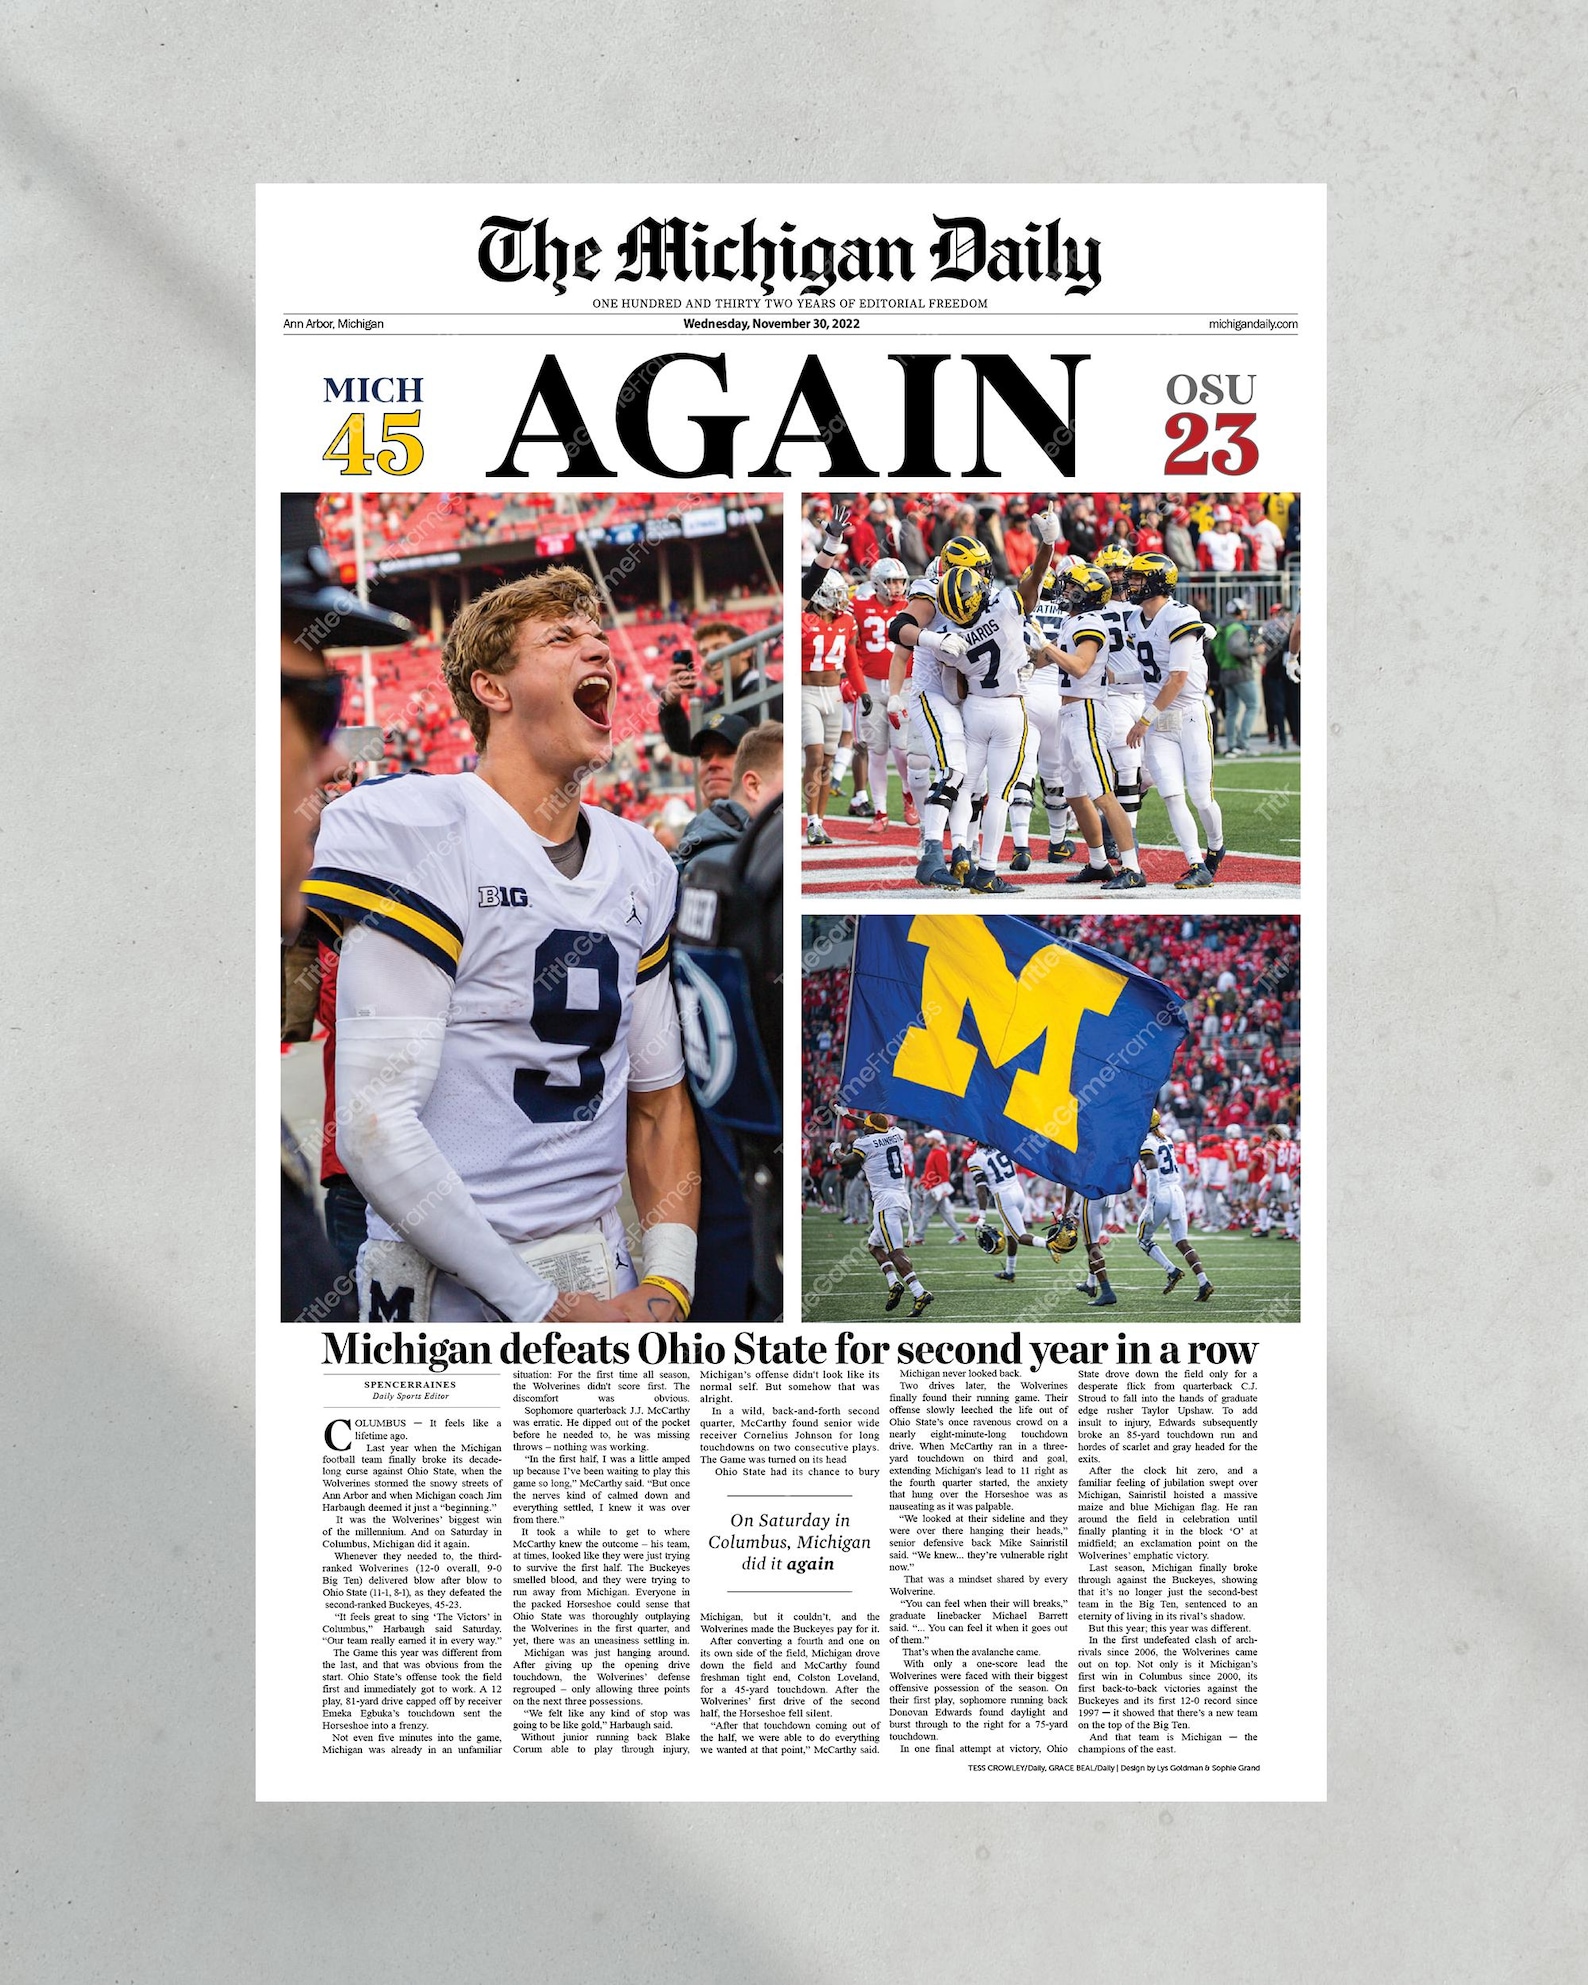 The Michigan Daily
ONE HUNDRED AND THIRTY TWO YEARS OF EDITORIAL FREEDOM
Ann Arbor, Michigan
Wednesday, November 30, 2022
michigandaily.com
MICH
45
AGAIN
OSU
23
B1G
9
M
14
WARDS
7
9
M
SAINRISTIL
0
19
Michigan defeats Ohio State for second year in a row
SPENCERRAINES
Daily Sports Editor
COLUMBUS — It feels like a
lifetime ago.
Last year when the Michigan
football team finally broke its decade-
long curse against Ohio State, when the
Wolverines stormed the snowy streets of
Ann Arbor and when Michigan coach Jim
Harbaugh deemed it just a “beginning.”
It was the Wolverines’ biggest win
of the millennium. And on Saturday in
Columbus, Michigan did it again.
Whenever they needed to, the third-
ranked Wolverines (12-0 overall, 9-0
Big Ten) delivered blow after blow to
Ohio State (11-1, 8-1), as they defeated the
second-ranked Buckeyes, 45-23.
“It feels great to sing ‘The Victors’ in
Columbus,” Harbaugh said Saturday.
“Our team really earned it in every way.”
The Game this year was different from
the last, and that was obvious from the
start. Ohio State’s offense took the field
first and immediately got to work. A 12
play, 81-yard drive capped off by receiver
Emeka Egbuka’s touchdown sent the
Horseshoe into a frenzy.
Not even five minutes into the game,
Michigan was already in an unfamiliar
situation: For the first time all season,
the Wolverines didn't score first. The
discomfort was obvious.
Sophomore quarterback J.J. McCarthy
was erratic. He dipped out of the pocket
before he needed to, he was missing
throws – nothing was working.
“In the first half, I was a little amped
up because I’ve been waiting to play this
game so long,” McCarthy said. “But once
the nerves kind of calmed down and
everything settled, I knew it was over
from there.”
It took a while to get to where
McCarthy knew the outcome – his team,
at times, looked like they were just trying
to survive the first half. The Buckeyes
smelled blood, and they were trying to
run away from Michigan. Everyone in
the packed Horseshoe could sense that
Ohio State was thoroughly outplaying
the Wolverines in the first quarter, and
yet, there was an uneasiness settling in.
Michigan was just hanging around.
After giving up the opening drive
touchdown, the Wolverines’ defense
regrouped – only allowing three points
on the next three possessions.
“We felt like any kind of stop was
going to be like gold,” Harbaugh said.
Without junior running back Blake
Corum able to play through injury,
Michigan’s offense didn't look like its
normal self. But somehow that was
alright.
In a wild, back-and-forth second
quarter, McCarthy found senior wide
receiver Cornelius Johnson for long
touchdowns on two consecutive plays.
The Game was turned on its head
Ohio State had its chance to bury
On Saturday in
Columbus, Michigan
did it again
Michigan, but it couldn’t, and the
Wolverines made the Buckeyes pay for it.
After converting a fourth and one on
its own side of the field, Michigan drove
down the field and McCarthy found
freshman tight end, Colston Loveland,
for a 45-yard touchdown. After the
Wolverines’ first drive of the second
half, the Horseshoe fell silent.
“After that touchdown coming out of
the half, we were able to do everything
we wanted at that point,” McCarthy said.
Michigan never looked back.
Two drives later, the Wolverines
finally found their running game. Their
offense slowly leeched the life out of
Ohio State’s once ravenous crowd on a
nearly eight-minute-long touchdown
drive. When McCarthy ran in a three-
yard touchdown on third and goal,
extending Michigan’s lead to 11 right as
the fourth quarter started, the anxiety
that hung over the Horseshoe was as
nauseating as it was palpable.
“We looked at their sideline and they
were over there hanging their heads,”
senior defensive back Mike Sainristil
said. “We knew... they’re vulnerable right
now.”
That was a mindset shared by every
Wolverine.
“You can feel when their will breaks,”
graduate linebacker Michael Barrett
said. “... You can feel it when it goes out
of them.”
That’s when the avalanche came.
With only a one-score lead the
Wolverines were faced with their biggest
offensive possession of the season. On
their first play, sophomore running back
Donovan Edwards found daylight and
burst through to the right for a 75-yard
touchdown.
In one final attempt at victory, Ohio
State drove down the field only for a
desperate flick from quarterback C.J.
Stroud to fall into the hands of graduate
edge rusher Taylor Upshaw. To add
insult to injury, Edwards subsequently
broke an 85-yard touchdown run and
hordes of scarlet and gray headed for the
exits.
After the clock hit zero, and a
familiar feeling of jubilation swept over
Michigan, Sainristil hoisted a massive
maize and blue Michigan flag. He ran
around the field in celebration until
finally planting it in the block ‘O’ at
midfield; an exclamation point on the
Wolverines’ emphatic victory.
Last season, Michigan finally broke
through against the Buckeyes, showing
that it’s no longer just the second-best
team in the Big Ten, sentenced to an
eternity of living in its rival’s shadow.
But this year; this year was different.
In the first undefeated clash of arch-
rivals since 2006, the Wolverines came
out on top. Not only is it Michigan’s
first win in Columbus since 2000, its
first back-to-back victories against the
Buckeyes and its first 12-0 record since
1997 — it showed that there’s a new team
on the top of the Big Ten.
And that team is Michigan — the
champions of the east.
TESS CROWLEY/Daily, GRACE BEAL/Daily | Design by Lys Goldman & Sophie Grand
TitleGameFrames